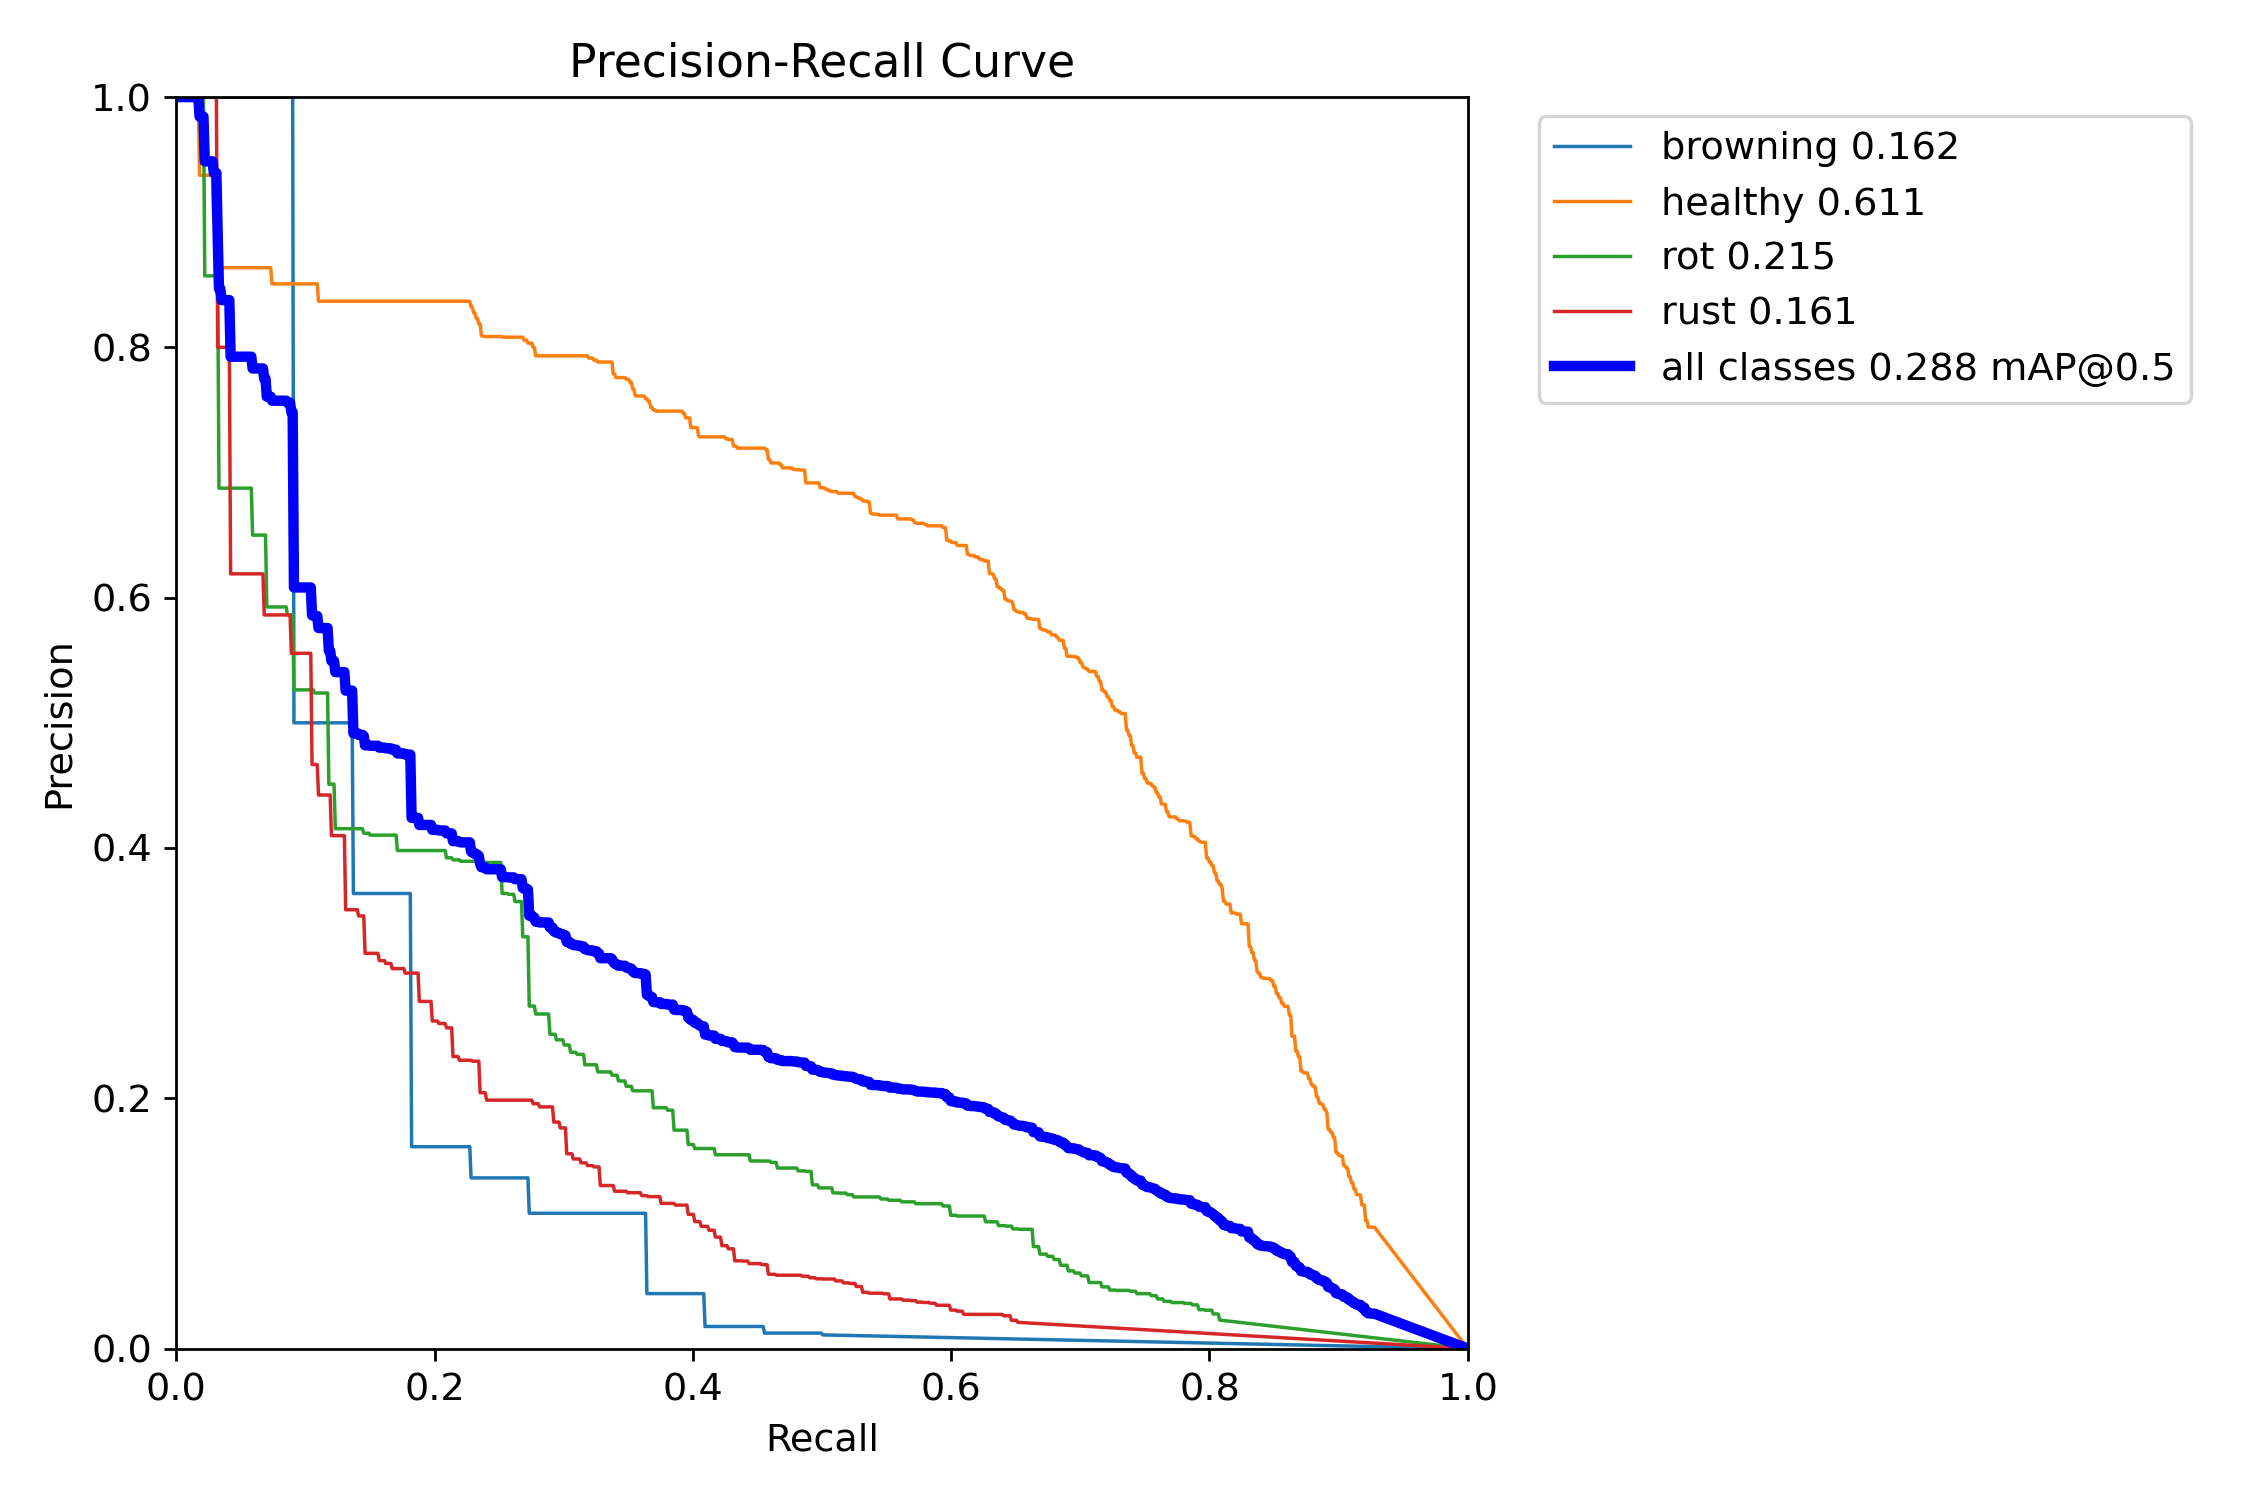 Precision-Recall Curve
1.0
0.8
0.6
0.4
0.2
0.0
Precision
0.0 0.2 0.4 0.6 0.8 1.0
Recall
browning 0.162
healthy 0.611
rot 0.215
rust 0.161
all classes 0.288 mAP@0.5